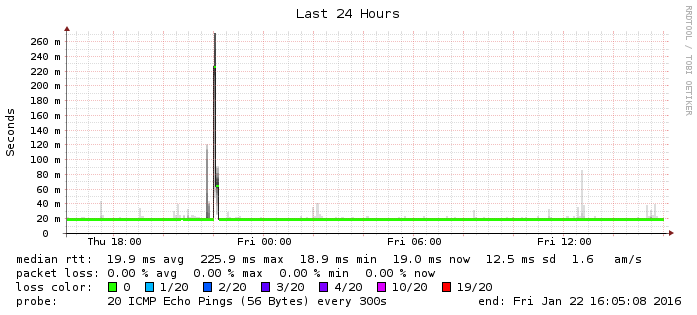 Last 24 Hours
RRDTOOL / TOBI OETIKER
Seconds
260 m
240 m
220 m
200 m
180 m
160 m
140 m
120 m
100 m
80 m
60 m
40 m
20 m
0
Thu 18:00 Fri 00:00 Fri 06:00 Fri 12:00
median rtt: 19.9 ms avg 225.9 ms max 18.9 ms min 19.0 ms now 12.5 ms sd 1.6 am/s
packet loss: 0.00 % avg 0.00 % max 0.00 % min 0.00 % now
loss color: 0 1/20 2/20 3/20 4/20 10/20 19/20
probe: 20 ICMP Echo Pings (56 Bytes) every 300s end: Fri Jan 22 16:05:08 2016